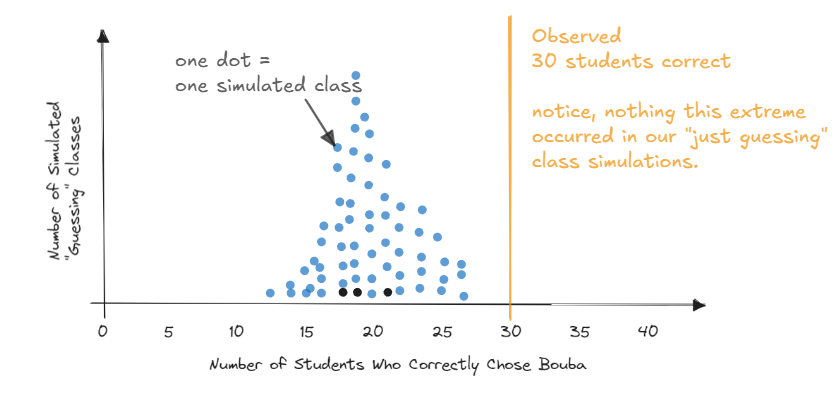 one dot =
one simulated class
Observed
30 students correct
notice, nothing this extreme
occurred in our "just guessing"
class simulations.
Number of Simulated
"Guessing" Classes
0 5 10 15 20 25 30 35 40
Number of Students Who Correctly Chose Bouba